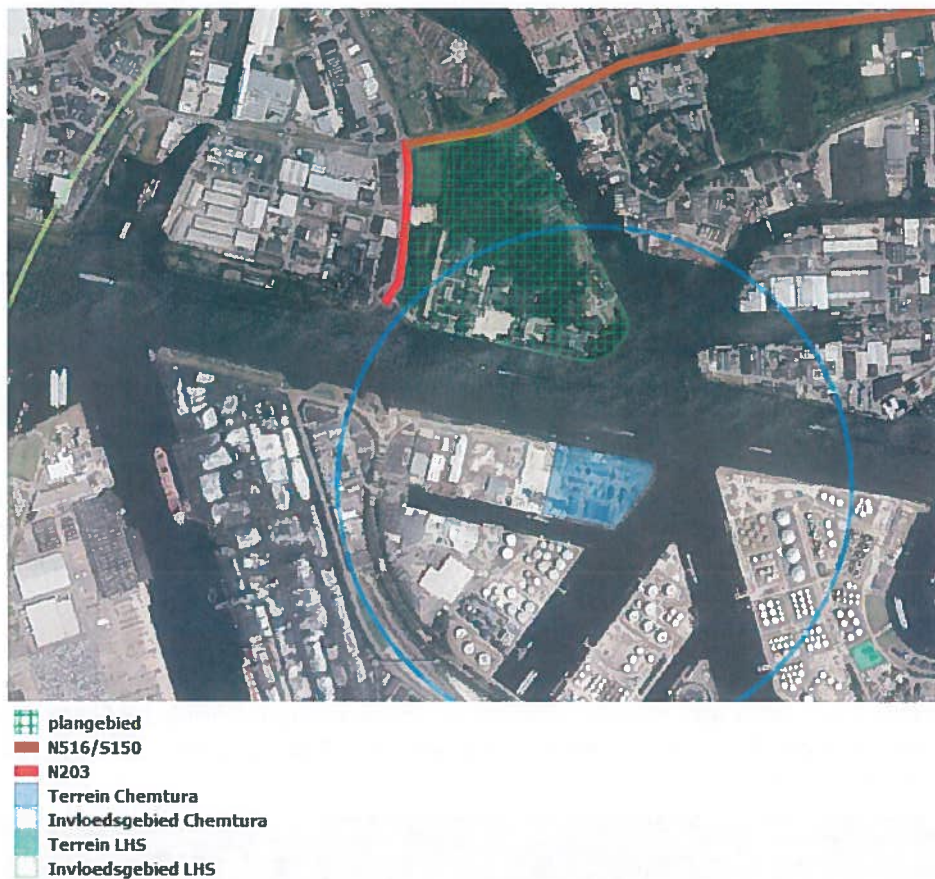 plangebied
N516/S150
N203
Terrein Chemtura
Invloedsgebied Chemtura
Terrein LHS
Invloedsgebied LHS